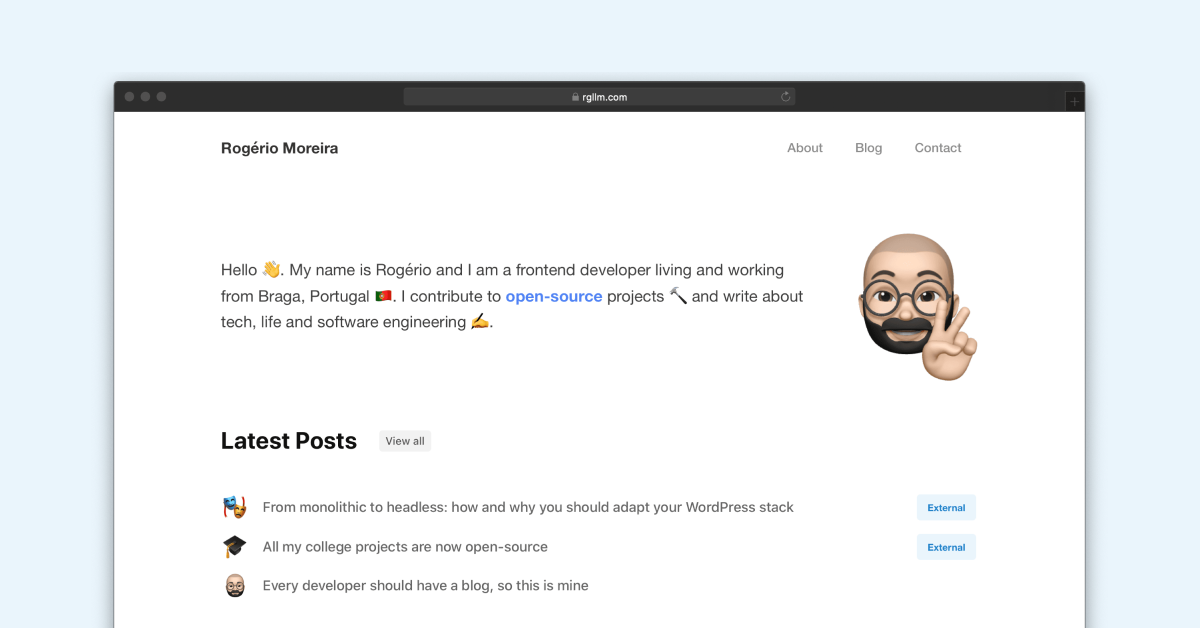 rgllm.com
Rogério Moreira
About Blog Contact
Hello 👋. My name is Rogério and I am a frontend developer living and working
from Braga, Portugal 🇵🇹. I contribute to open-source projects 🔨 and write about
tech, life and software engineering ✍️.
Latest Posts View all
From monolithic to headless: how and why you should adapt your WordPress stack External
All my college projects are now open-source External
Every developer should have a blog, so this is mine